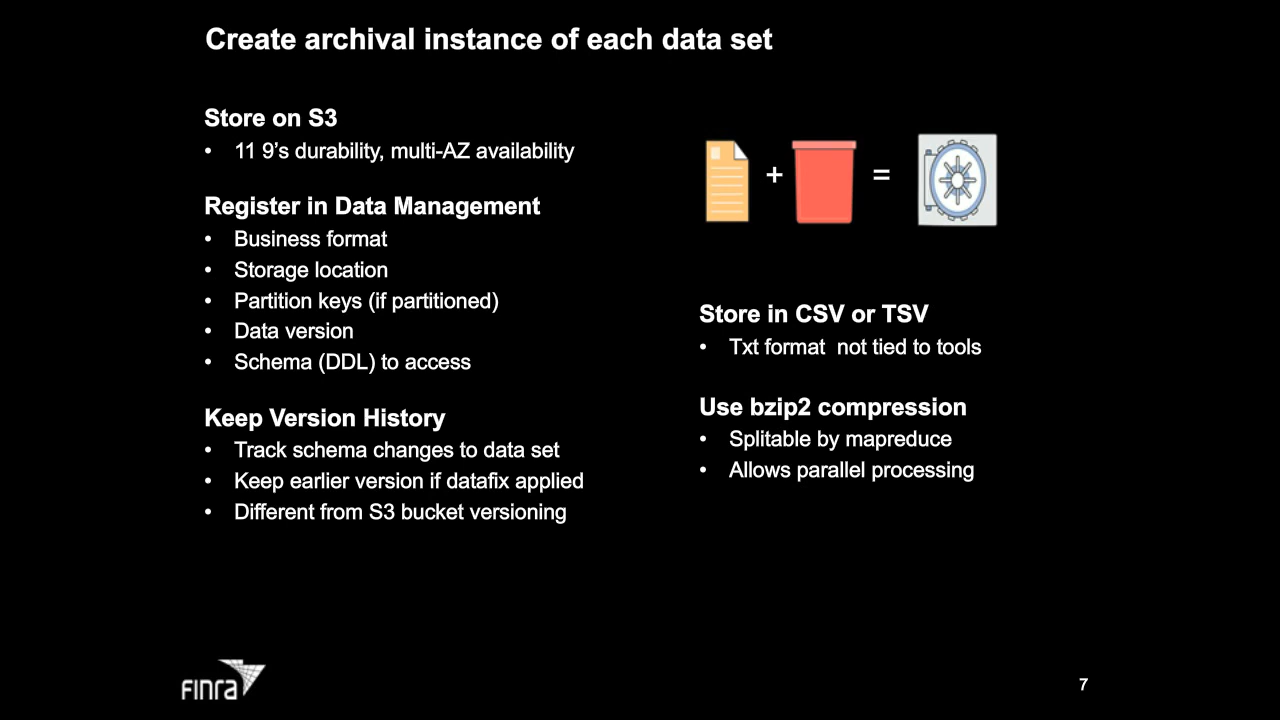 Create archival instance of each data set
Store on S3
• 11 9's durability, multi-AZ availability
Register in Data Management
• Business format
• Storage location
• Partition keys (if partitioned)
• Data version
• Schema (DDL) to access
Keep Version History
• Track schema changes to data set
• Keep earlier version if datafix applied
• Different from S3 bucket versioning
+ =
Store in CSV or TSV
• Txt format  not tied to tools
Use bzip2 compression
• Splitable by mapreduce
• Allows parallel processing
FINRA
7